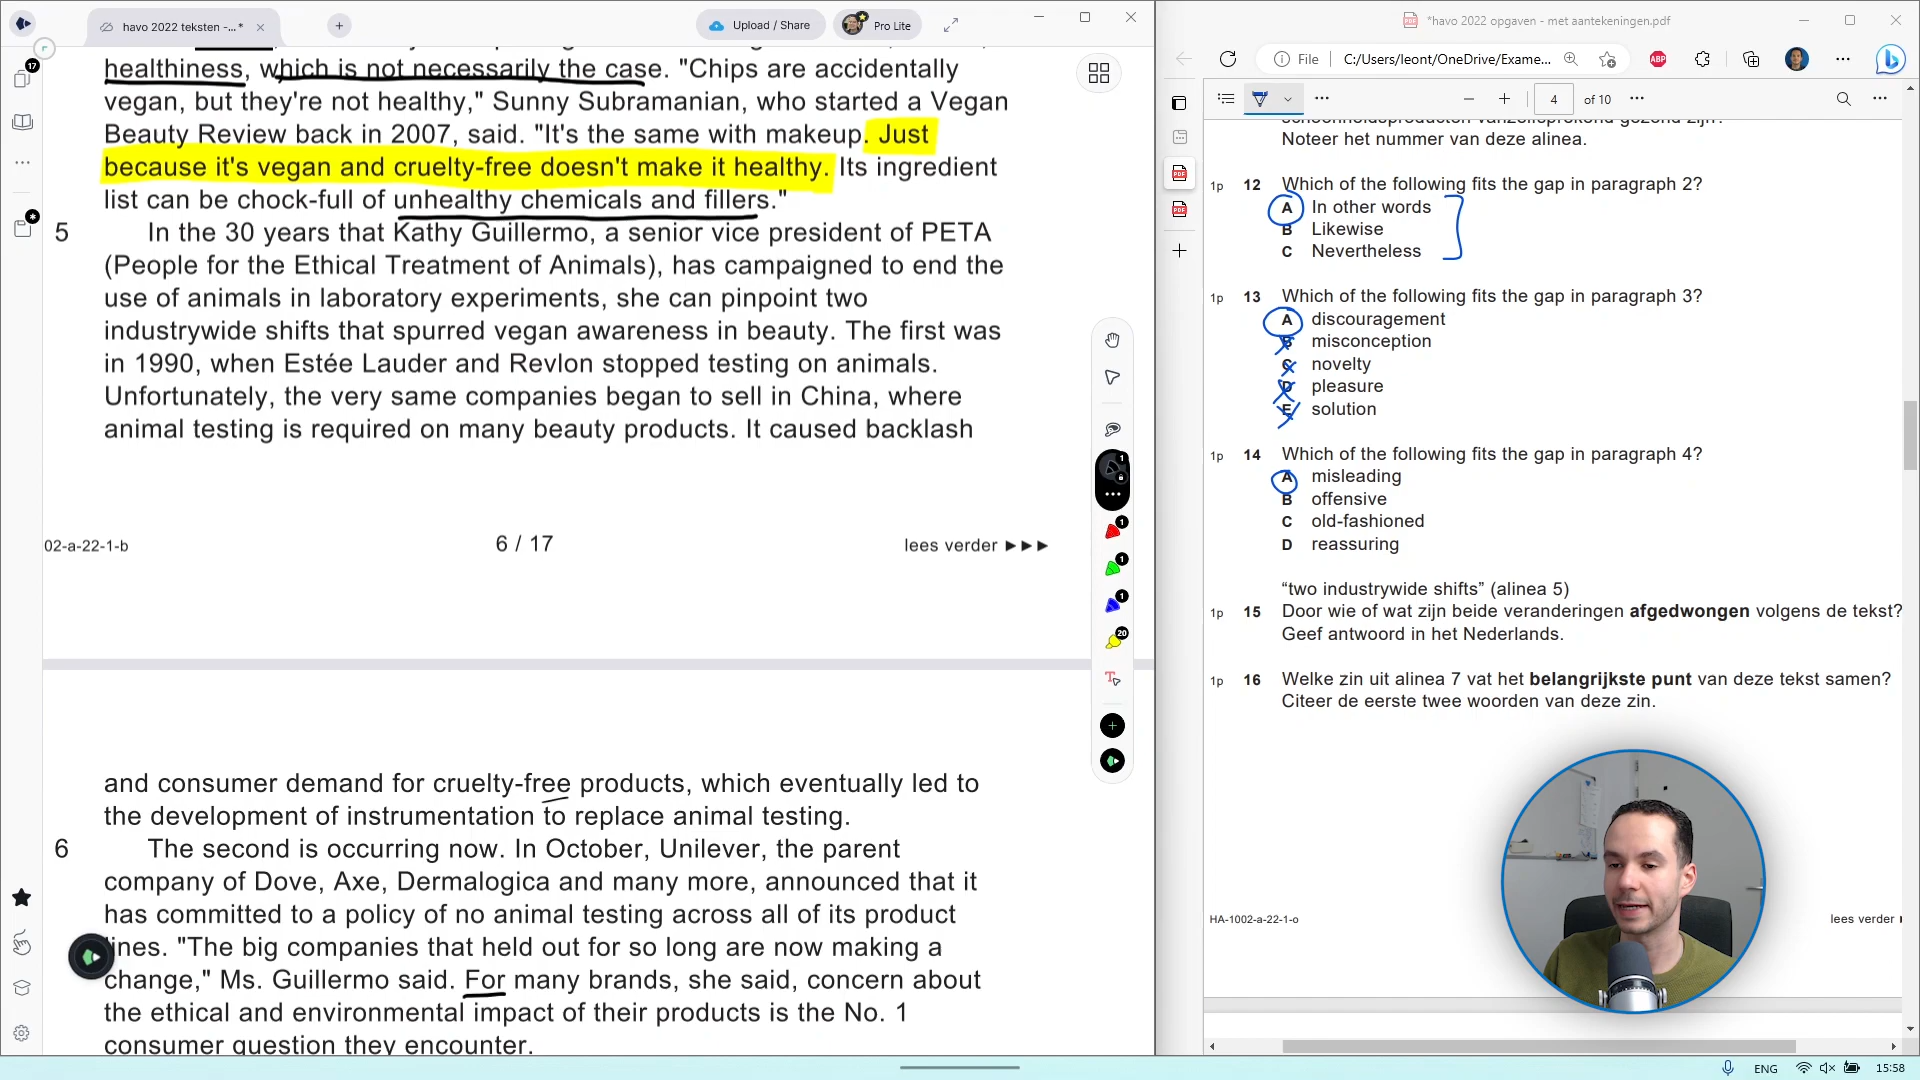 havo 2022 teksten -...*
Upload / Share
Pro Lite
healthiness, which is not necessarily the case. "Chips are accidentally
vegan, but they're not healthy," Sunny Subramanian, who started a Vegan
Beauty Review back in 2007, said. "It's the same with makeup. Just
because it's vegan and cruelty-free doesn't make it healthy. Its ingredient
list can be chock-full of unhealthy chemicals and fillers."
5 In the 30 years that Kathy Guillermo, a senior vice president of PETA
(People for the Ethical Treatment of Animals), has campaigned to end the
use of animals in laboratory experiments, she can pinpoint two
industrywide shifts that spurred vegan awareness in beauty. The first was
in 1990, when Estée Lauder and Revlon stopped testing on animals.
Unfortunately, the very same companies began to sell in China, where
animal testing is required on many beauty products. It caused backlash
02-a-22-1-b 6 / 17 lees verder ►►►
and consumer demand for cruelty-free products, which eventually led to
the development of instrumentation to replace animal testing.
6 The second is occurring now. In October, Unilever, the parent
company of Dove, Axe, Dermalogica and many more, announced that it
has committed to a policy of no animal testing across all of its product
lines. "The big companies that held out for so long are now making a
change," Ms. Guillermo said. For many brands, she said, concern about
the ethical and environmental impact of their products is the No. 1
consumer question they encounter.
17
1
1
1
1
20
*havo 2022 opgaven - met aantekeningen.pdf
File C:/Users/leont/OneDrive/Exame...
ABP
4 of 10
Noteer het nummer van deze alinea.
1p 12 Which of the following fits the gap in paragraph 2?
A In other words
B Likewise
C Nevertheless
1p 13 Which of the following fits the gap in paragraph 3?
A discouragement
B misconception
C novelty
D pleasure
E solution
1p 14 Which of the following fits the gap in paragraph 4?
A misleading
B offensive
C old-fashioned
D reassuring
“two industrywide shifts” (alinea 5)
1p 15 Door wie of wat zijn beide veranderingen afgedwongen volgens de tekst?
Geef antwoord in het Nederlands.
1p 16 Welke zin uit alinea 7 vat het belangrijkste punt van deze tekst samen?
Citeer de eerste twee woorden van deze zin.
HA-1002-a-22-1-o lees verder
ENG 15:58